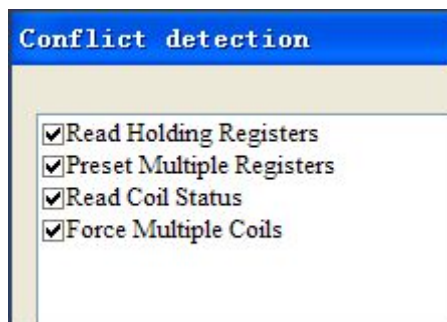 Conflict detection
Read Holding Registers
Preset Multiple Registers
Read Coil Status
Force Multiple Coils